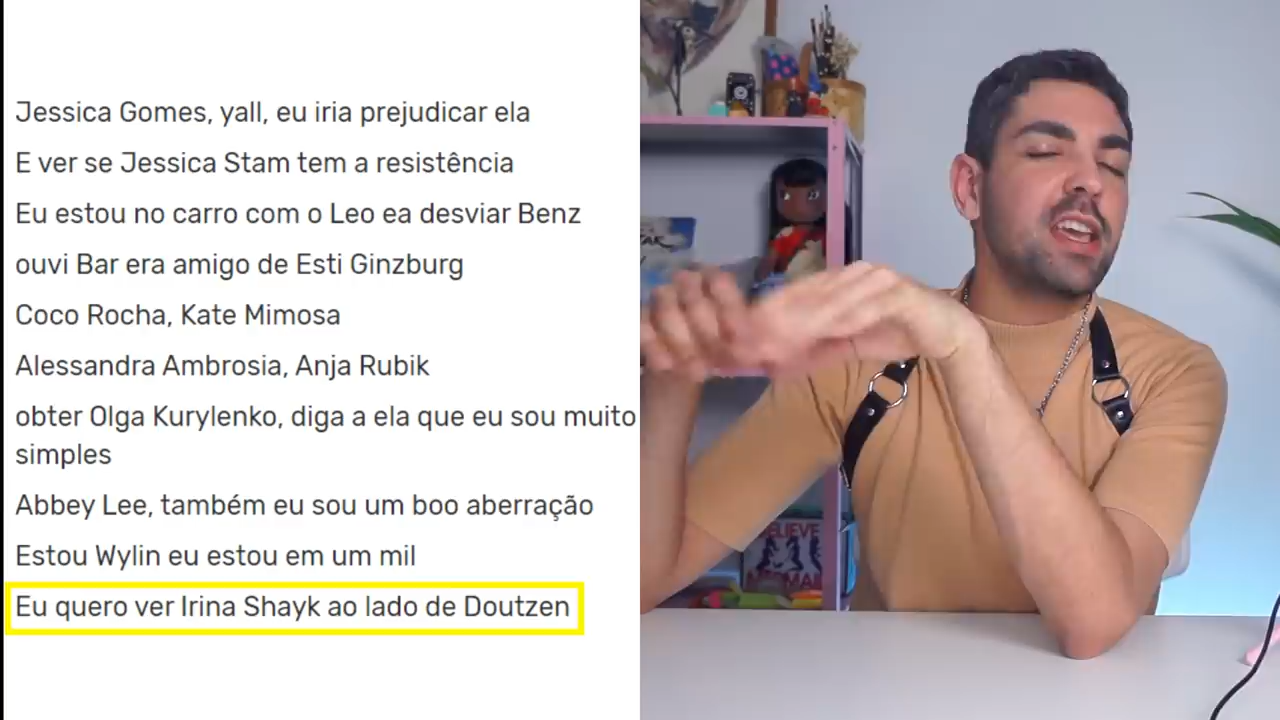 Jessica Gomes, yall, eu iria prejudicar ela
E ver se Jessica Stam tem a resistência
Eu estou no carro com o Leo ea desviar Benz
ouvi Bar era amigo de Esti Ginzburg
Coco Rocha, Kate Mimosa
Alessandra Ambrosia, Anja Rubik
obter Olga Kurylenko, diga a ela que eu sou muito
simples
Abbey Lee, também eu sou um boo aberração
Estou Wylin eu estou em um mil
Eu quero ver Irina Shayk ao lado de Doutzen
BELIEVE